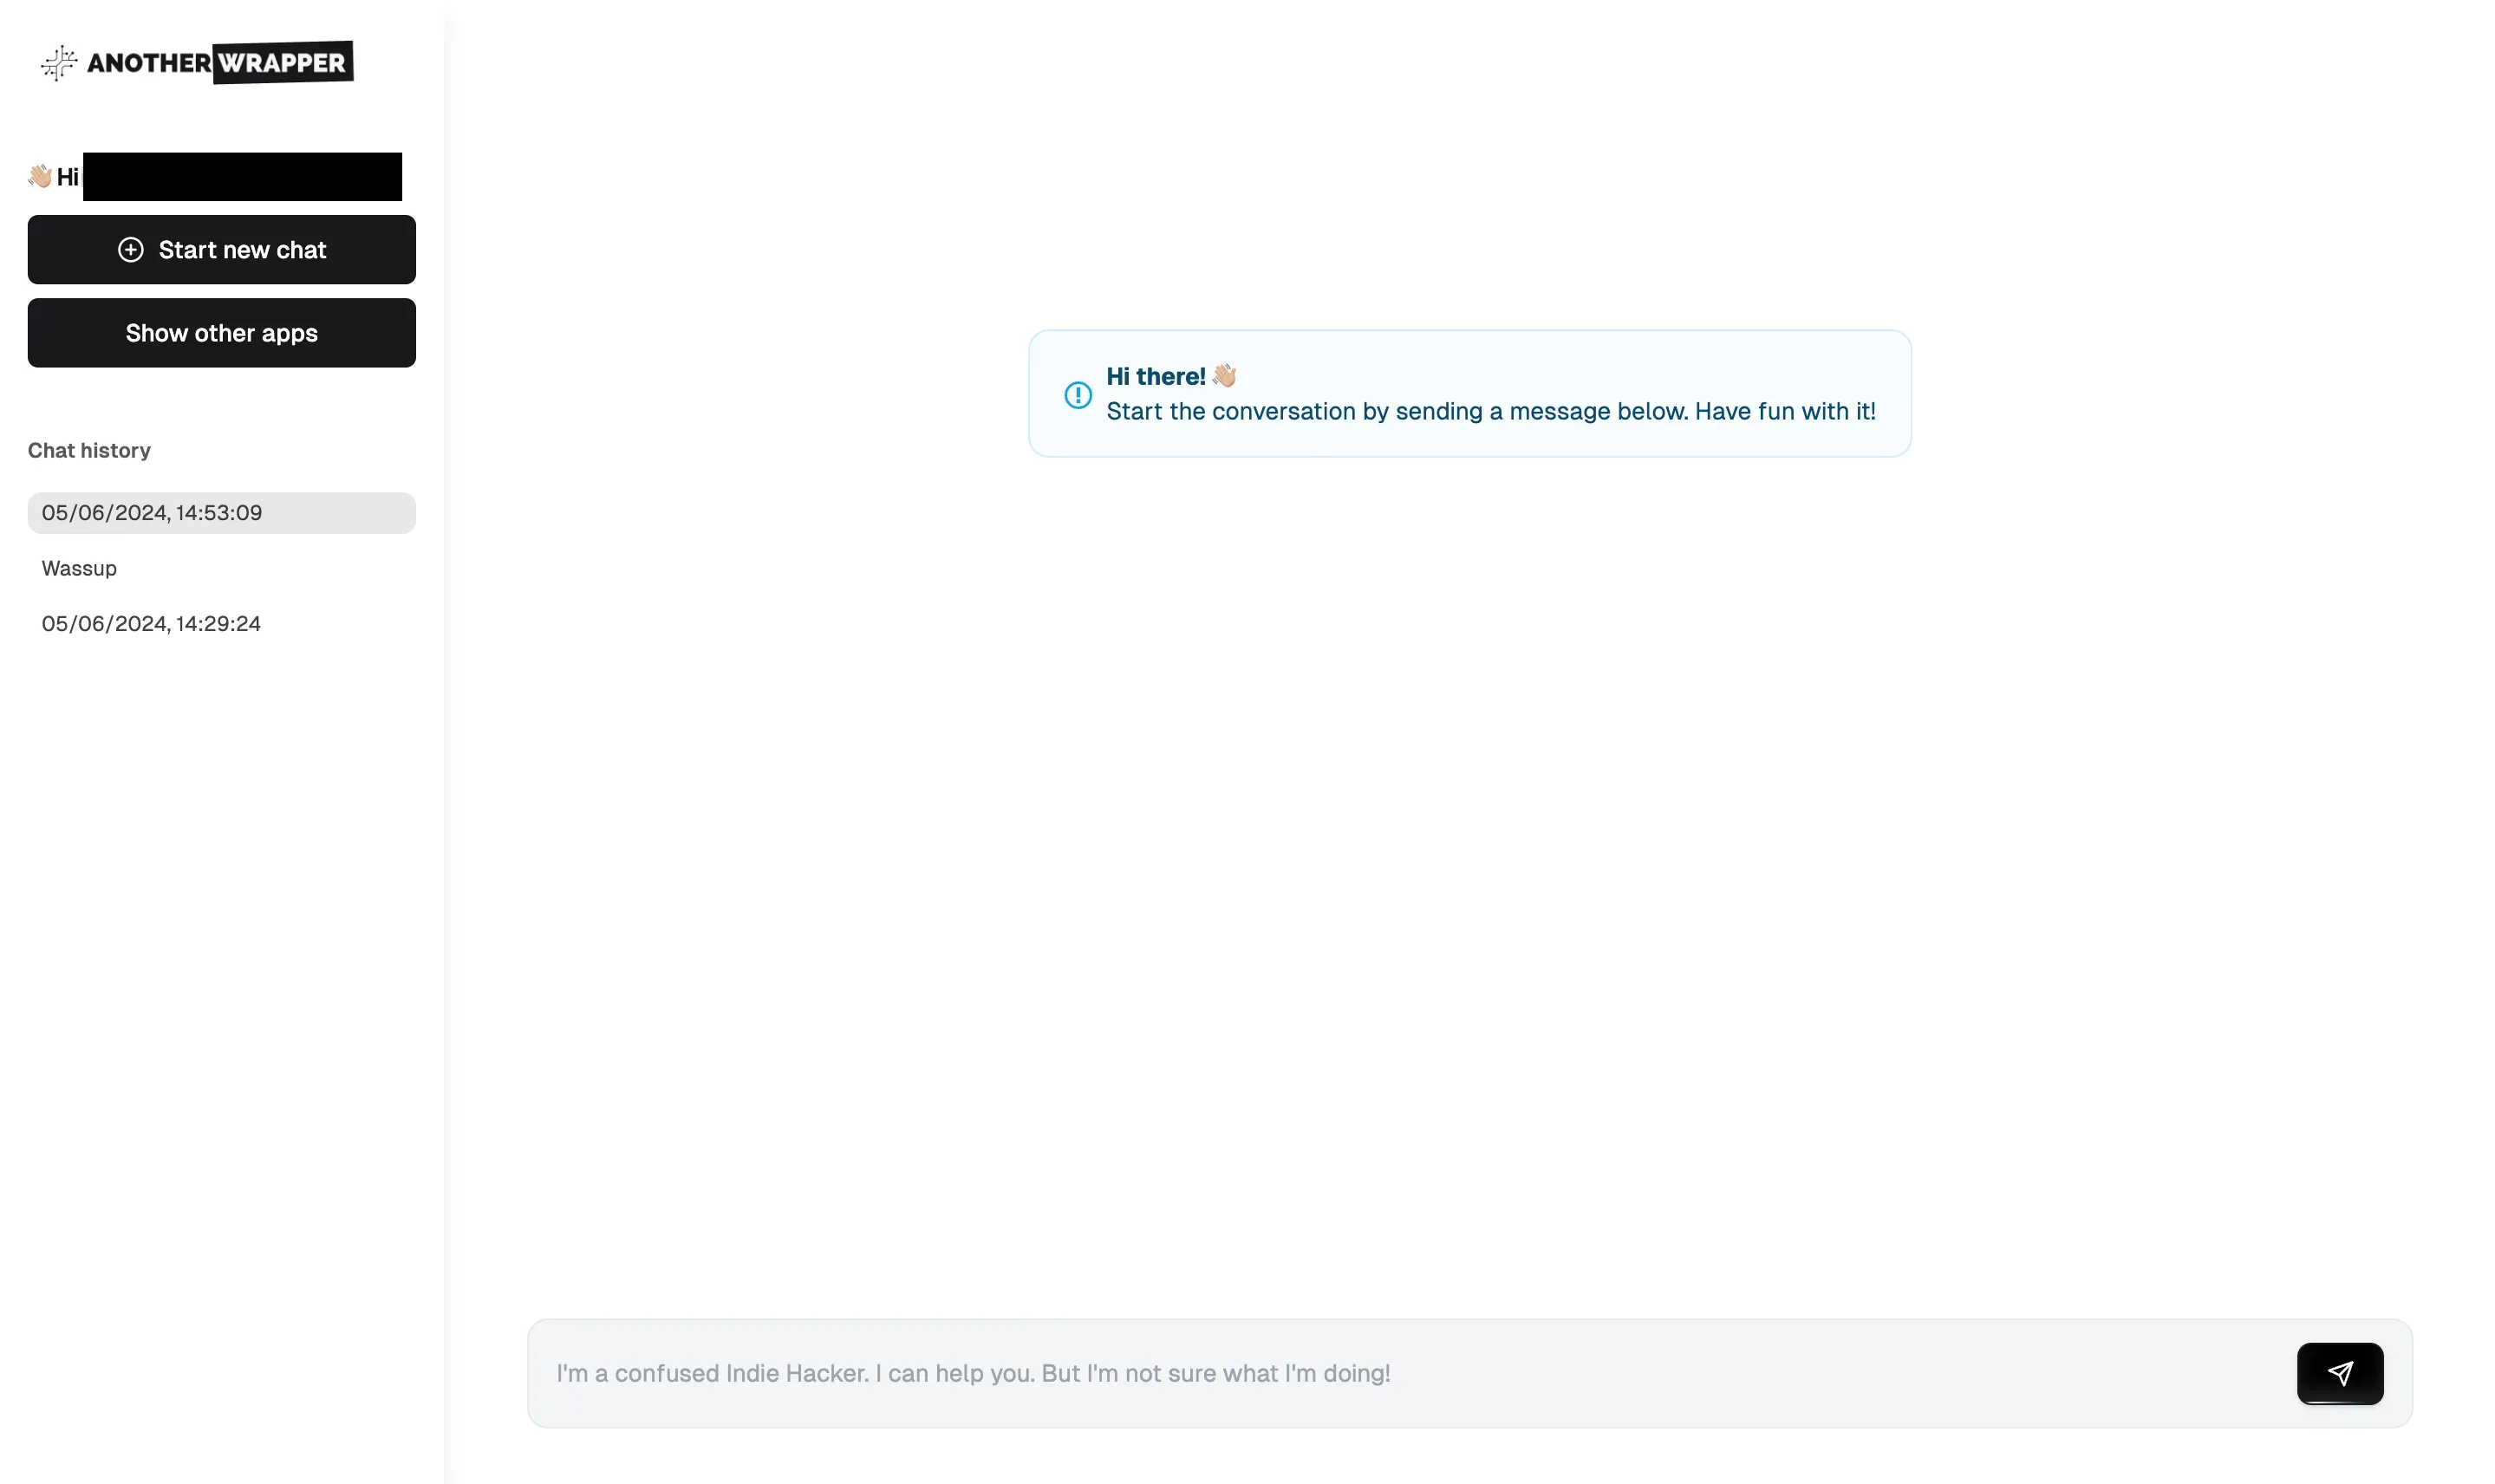 ANOTHER WRAPPER
👋🏼 Hi
Start new chat
Show other apps
Chat history
05/06/2024, 14:53:09
Wassup
05/06/2024, 14:29:24
Hi there! 👋🏼
Start the conversation by sending a message below. Have fun with it!
I'm a confused Indie Hacker. I can help you. But I'm not sure what I'm doing!